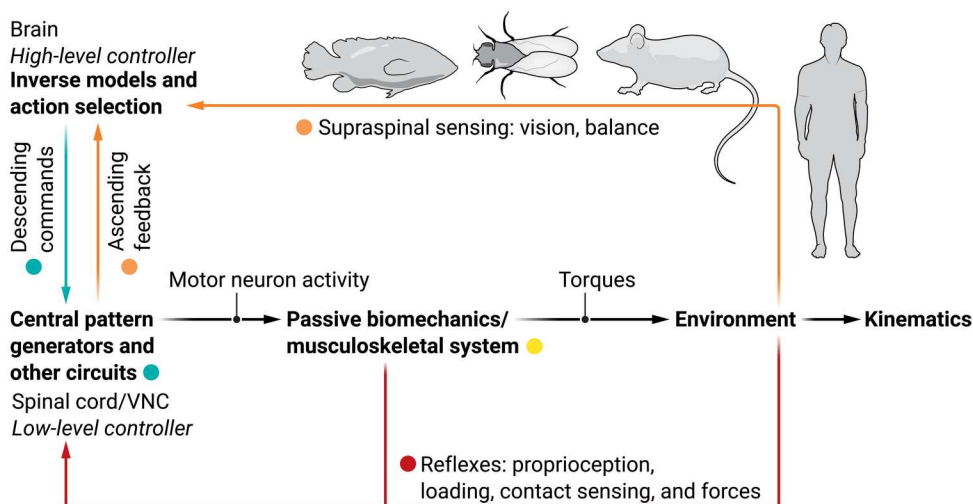 Brain
High-level controller
Inverse models and
action selection
Supraspinal sensing: vision, balance
Descending
commands
Ascending
feedback
Motor neuron activity
Torques
Central pattern
generators and
other circuits
Passive biomechanics/
musculoskeletal system
Environment
Kinematics
Spinal cord/VNC
Low-level controller
Reflexes: proprioception,
loading, contact sensing, and forces